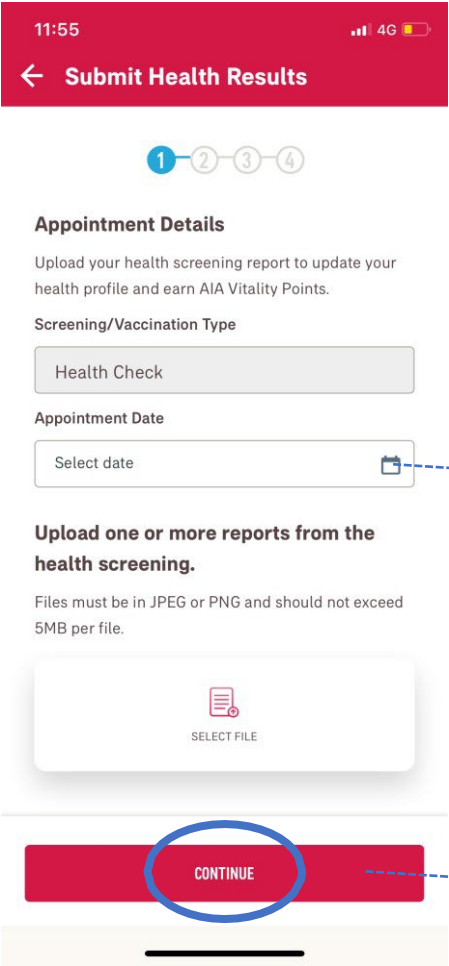 11:55 4G
Submit Health Results
1 2 3 4
Appointment Details
Upload your health screening report to update your
health profile and earn AIA Vitality Points.
Screening/Vaccination Type
Health Check
Appointment Date
Select date
Upload one or more reports from the
health screening.
Files must be in JPEG or PNG and should not exceed
5MB per file.
SELECT FILE
CONTINUE